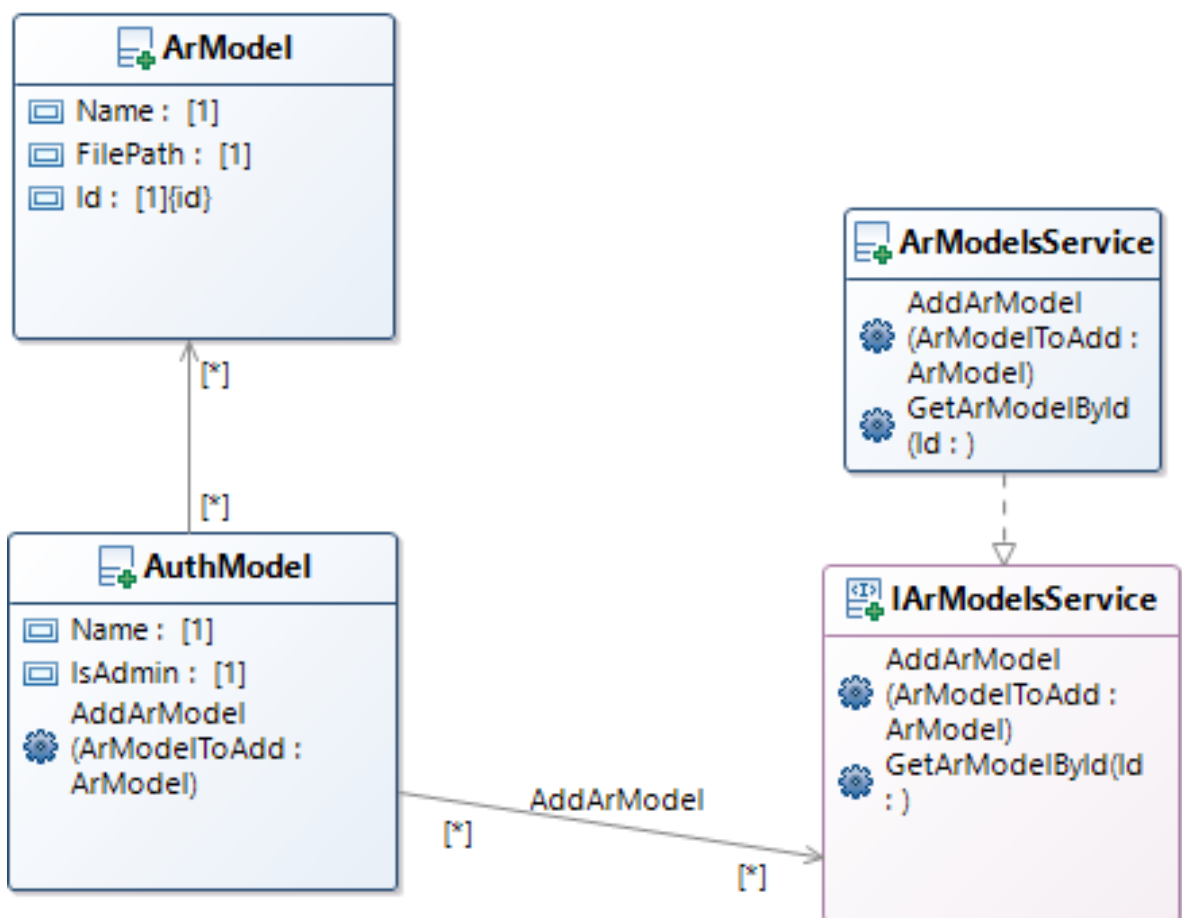 ArModel
Name : [1]
FilePath : [1]
Id : [1]{id}
[*]
[*]
AuthModel
Name : [1]
IsAdmin : [1]
AddArModel
(ArModelToAdd :
ArModel)
AddArModel
[*]
[*]
ArModelsService
AddArModel
(ArModelToAdd :
ArModel)
GetArModelById
(Id : )
<I>
IArModelsService
AddArModel
(ArModelToAdd :
ArModel)
GetArModelById(Id
: )